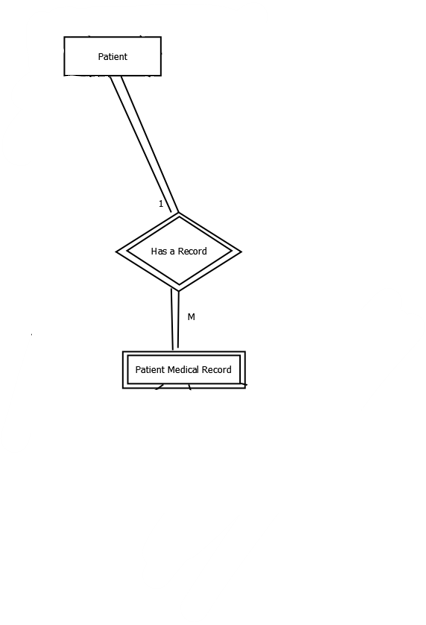 Patient
1
Has a Record
M
Patient Medical Record